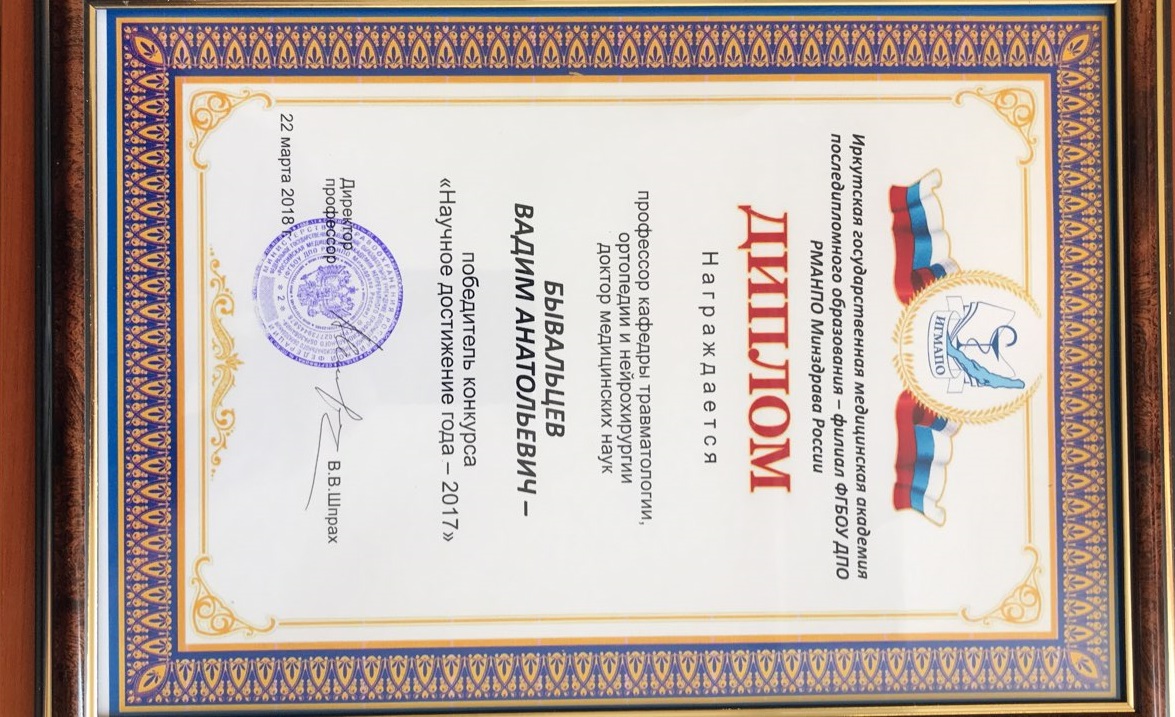 ИГМАПО
Иркутская государственная медицинская академия
последипломного образования – филиал ФГБОУ ДПО
РМАНПО Минздрава России
ДИПЛОМ
Награждается
профессор кафедры травматологии,
ортопедии и нейрохирургии
доктор медицинских наук
БЫВАЛЬЦЕВ
ВАДИМ АНАТОЛЬЕВИЧ –
победитель конкурса
«Научное достижение года – 2017»
Директор
профессор В.В.Шпрах
22 марта 2018